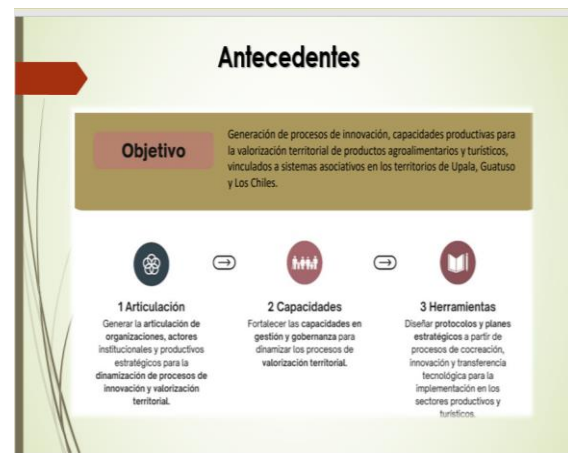 Antecedentes
Objetivo
Generación de procesos de innovación, capacidades productivas para
la valorización territorial de productos agroalimentarios y turísticos,
vinculados a sistemas asociativos en los territorios de Upala, Guatuso
y Los Chiles.
1 Articulación
Generar la articulación de
organizaciones, actores
institucionales y productivos
estratégicos para la
dinamización de procesos de
innovación y valorización
territorial.
2 Capacidades
Fortalecer las capacidades en
gestión y gobernanza para
dinamizar los procesos de
valorización territorial.
3 Herramientas
Diseñar protocolos y planes
estratégicos a partir de
procesos de cocreación,
innovación y transferencia
tecnológica para la
implementación en los
sectores productivos y
turísticos.